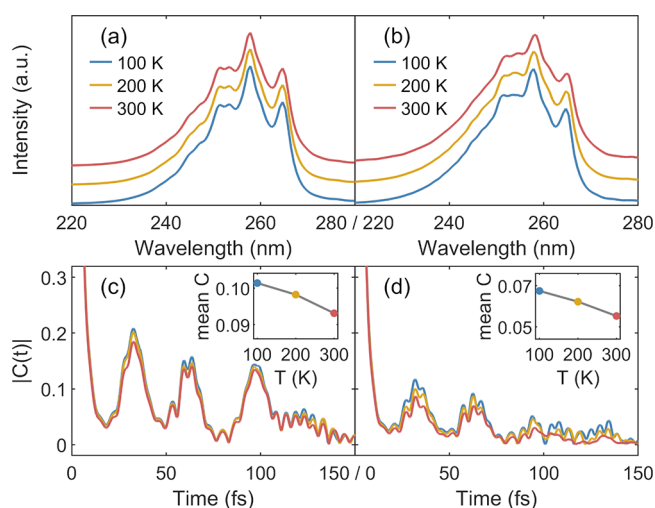 (a)
100 K
200 K
300 K
(b)
100 K
200 K
300 K
Intensity (a.u.)
220 240 260 280 / 220 240 260 280
Wavelength (nm) Wavelength (nm)
(c)
mean C
0.10
0.09
100 200 300
T (K)
(d)
mean C
0.07
0.05
100 200 300
T (K)
|C(t)|
0.3
0.2
0.1
0
0 50 100 150 / 0 50 100 150
Time (fs) Time (fs)